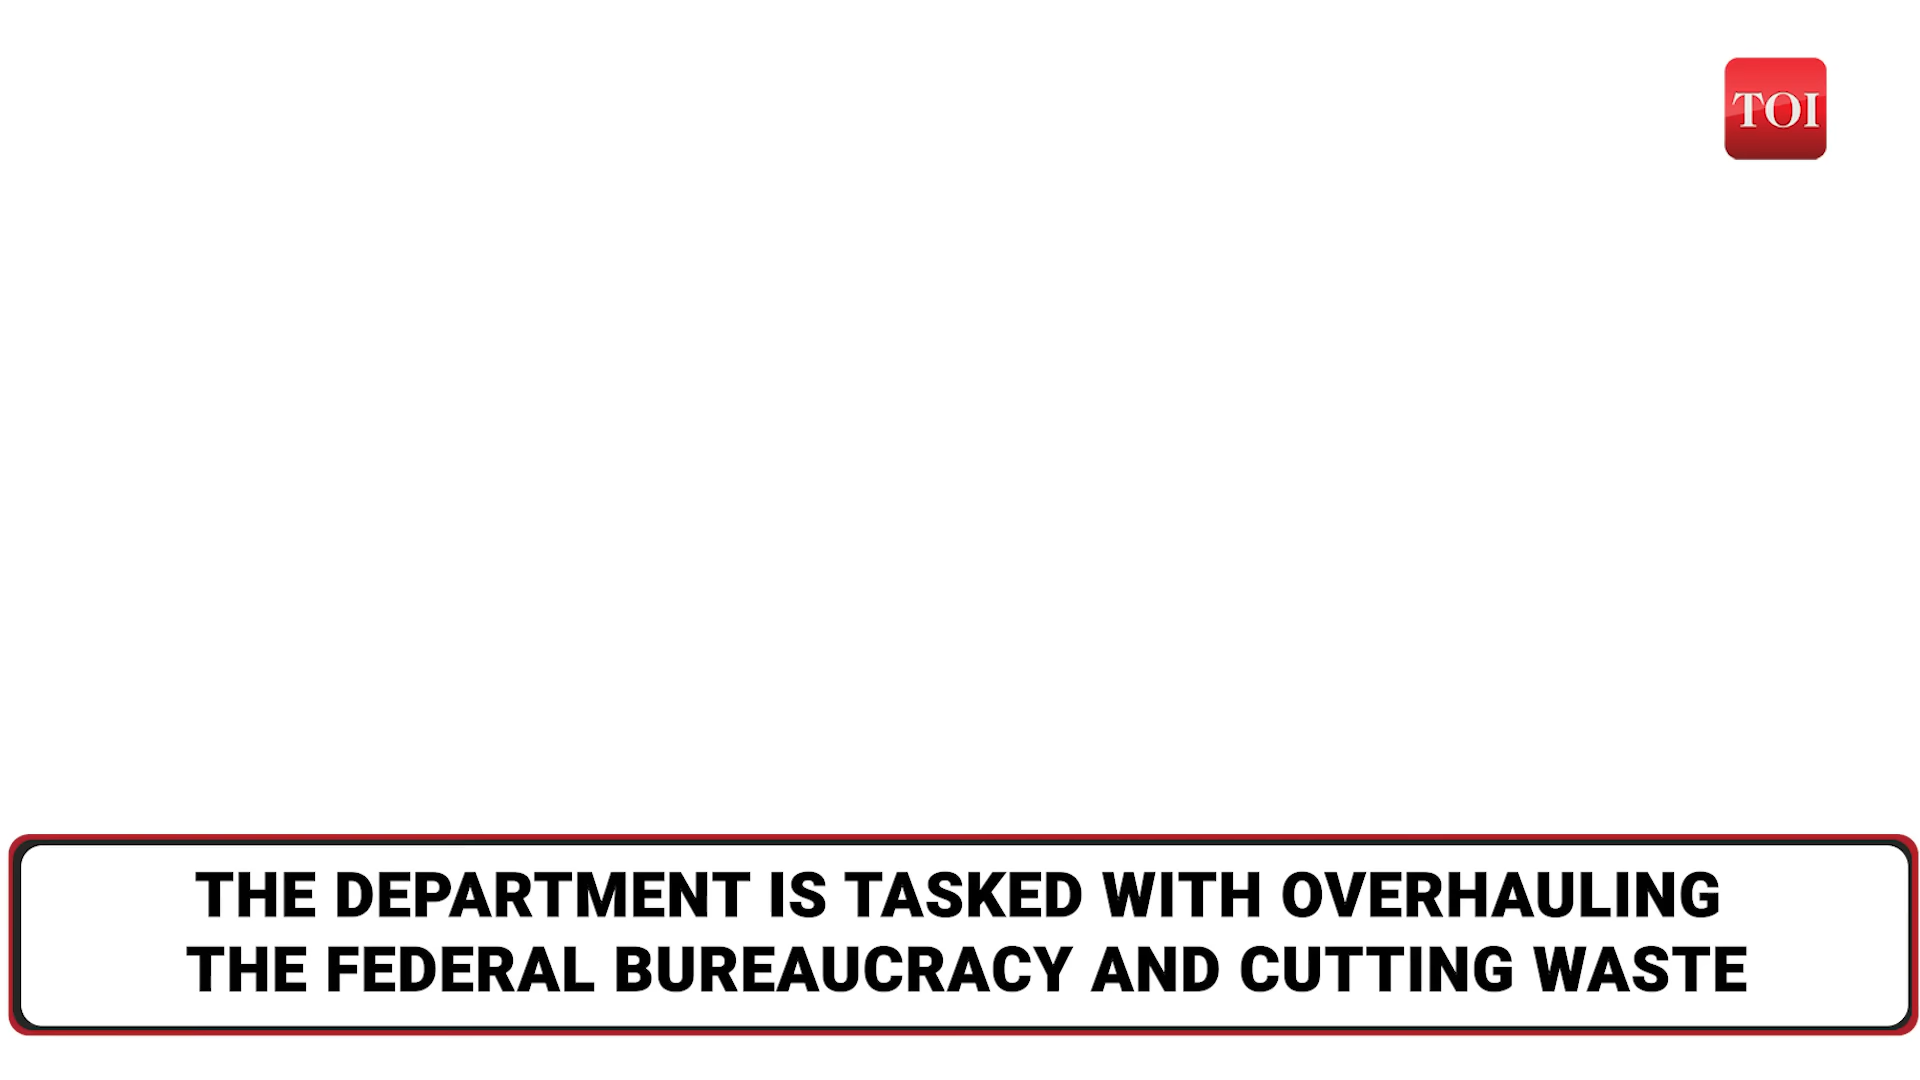 TOI
THE DEPARTMENT IS TASKED WITH OVERHAULING
THE FEDERAL BUREAUCRACY AND CUTTING WASTE